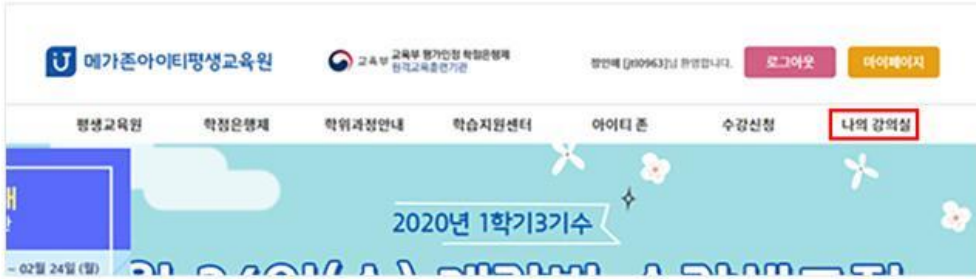 메가존아이티평생교육원
교육부 교육부 평가인정 학점은행제
원격교육훈련기관
정안예 [jtl0963]님 환영합니다.
로그아웃
마이페이지
평생교육원 학점은행제 학위과정안내 학습지원센터 아이티 존 수강신청 나의 강의실
2020년 1학기3기수
~ 02월 24일 (월)